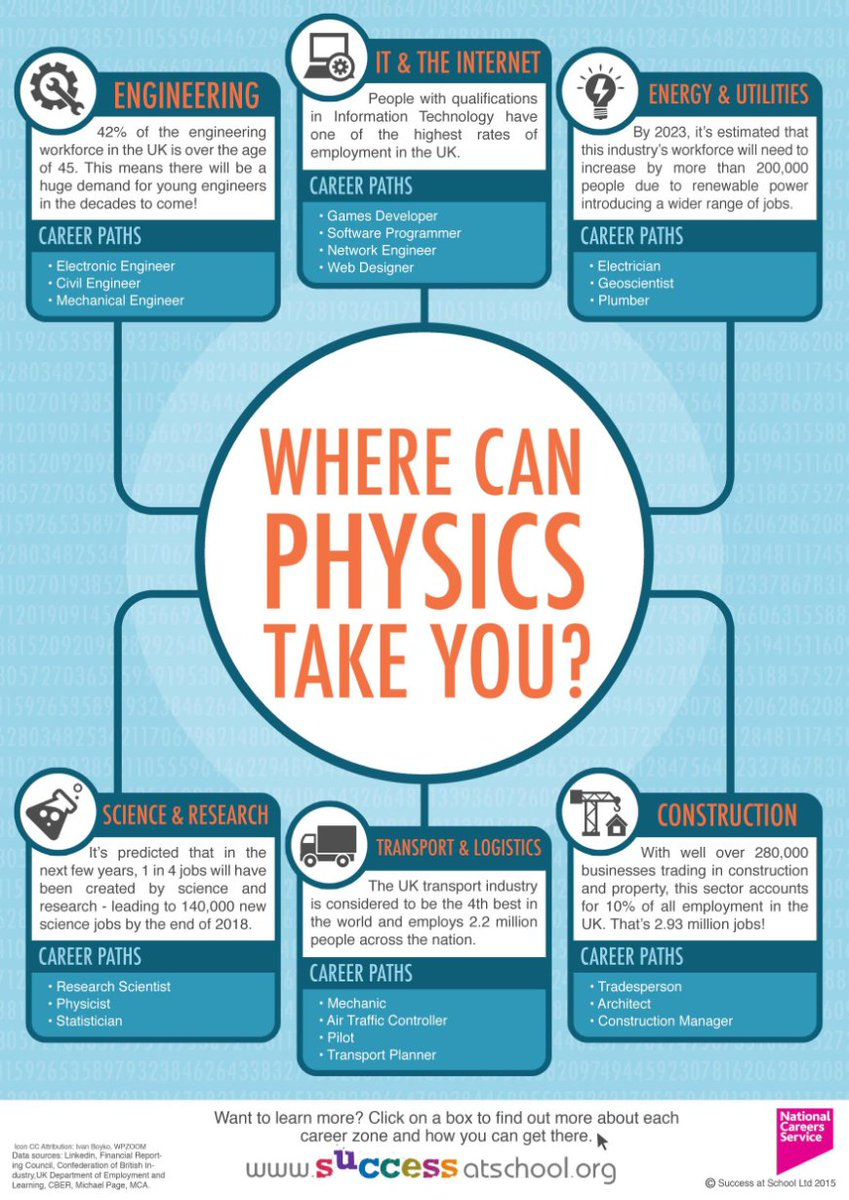 ENGINEERING
42% of the engineering
workforce in the UK is over the age
of 45. This means there will be a
huge demand for young engineers
in the decades to come!
CAREER PATHS
• Electronic Engineer
• Civil Engineer
• Mechanical Engineer
IT & THE INTERNET
People with qualifications
in Information Technology have
one of the highest rates of
employment in the UK.
CAREER PATHS
• Games Developer
• Software Programmer
• Network Engineer
• Web Designer
ENERGY & UTILITIES
By 2023, it's estimated that
this industry's workforce will need to
increase by more than 200,000
people due to renewable power
introducing a wider range of jobs.
CAREER PATHS
• Electrician
• Geoscientist
• Plumber
WHERE CAN
PHYSICS
TAKE YOU?
SCIENCE & RESEARCH
It's predicted that in the
next few years, 1 in 4 jobs will have
been created by science and
research - leading to 140,000 new
science jobs by the end of 2018.
CAREER PATHS
• Research Scientist
• Physicist
• Statistician
TRANSPORT & LOGISTICS
The UK transport industry
is considered to be the 4th best in
the world and employs 2.2 million
people across the nation.
CAREER PATHS
• Mechanic
• Air Traffic Controller
• Pilot
• Transport Planner
CONSTRUCTION
With well over 280,000
businesses trading in construction
and property, this sector accounts
for 10% of all employment in the
UK. That's 2.93 million jobs!
CAREER PATHS
• Tradesperson
• Architect
• Construction Manager
Want to learn more? Click on a box to find out more about each
career zone and how you can get there.
www.successatschool.org
Icon CC Attribution: Ivan Boyko, WPZOOM
Data sources: Linkedin, Financial Report-
ing Council, Confederation of British In-
dustry,UK Department of Employment and
Learning, CBER, Michael Page, MCA.
National
Careers
Service
© Success at School Ltd 2015